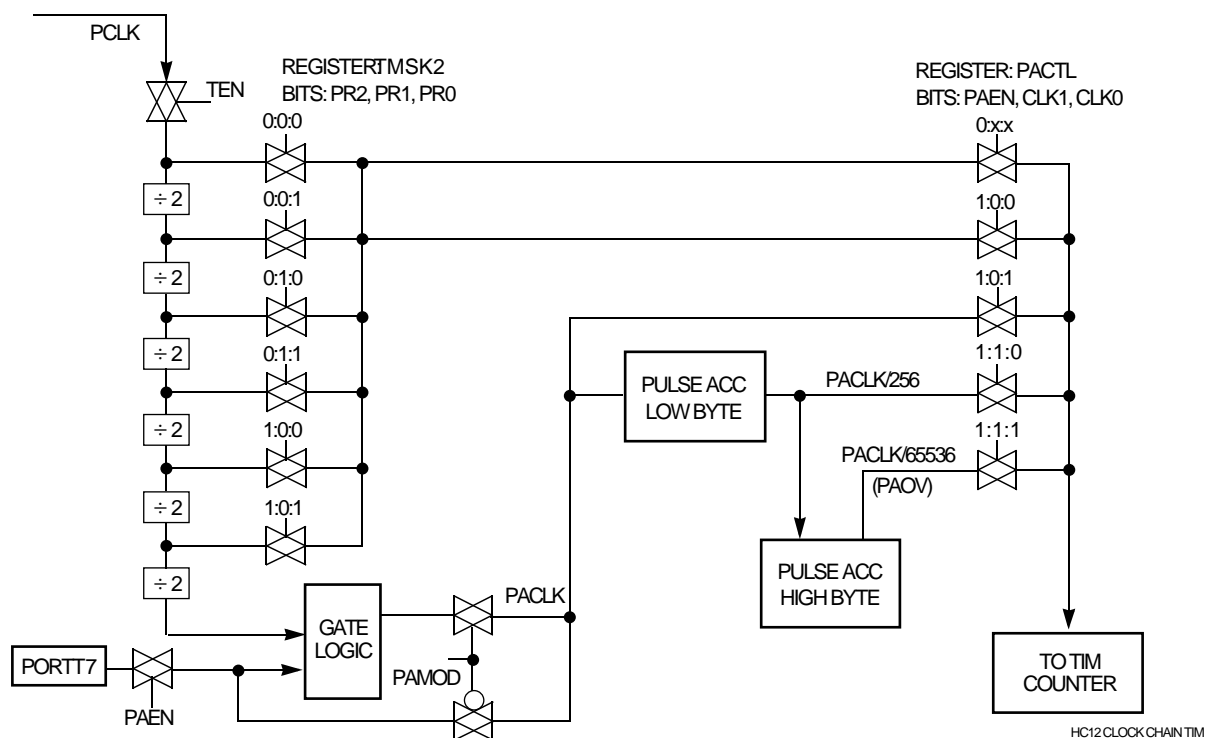 PCLK
REGISTER:TMSK2
BITS: PR2, PR1, PR0
REGISTER: PACTL
BITS: PAEN, CLK1, CLK0
TEN
0:0:0
0:x:x
÷ 2
0:0:1
1:0:0
÷ 2
0:1:0
1:0:1
÷ 2
0:1:1
1:1:0
PULSE ACC
LOW BYTE
PACLK/256
÷ 2
1:0:0
1:1:1
PACLK/65536
(PAOV)
÷ 2
1:0:1
÷ 2
PULSE ACC
HIGH BYTE
GATE
LOGIC
PACLK
PORTT7
PAMOD
PAEN
TO TIM
COUNTER
HC12 CLOCK CHAIN TIM